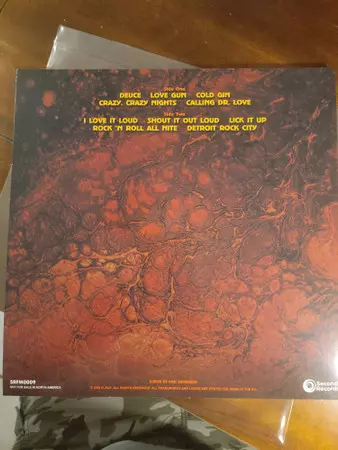 Side One
DEUCE LOVE GUN COLD GIN
CRAZY, CRAZY NIGHTS CALLING DR. LOVE
Side Two
I LOVE IT LOUD SHOUT IT OUT LOUD LICK IT UP
ROCK 'N ROLL ALL NITE DETROIT ROCK CITY
SRFM0009
NOT FOR SALE IN NORTH AMERICA
Second
Records